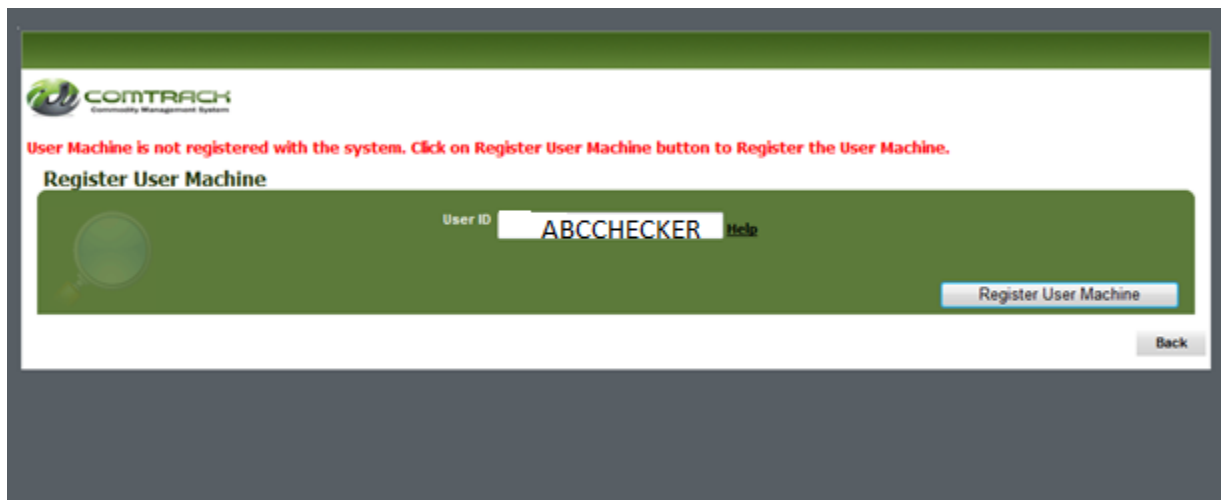 COMTRACK
Commodity Management System
User Machine is not registered with the system. Click on Register User Machine button to Register the User Machine.
Register User Machine
User ID ABCCHECKER Help
Register User Machine
Back